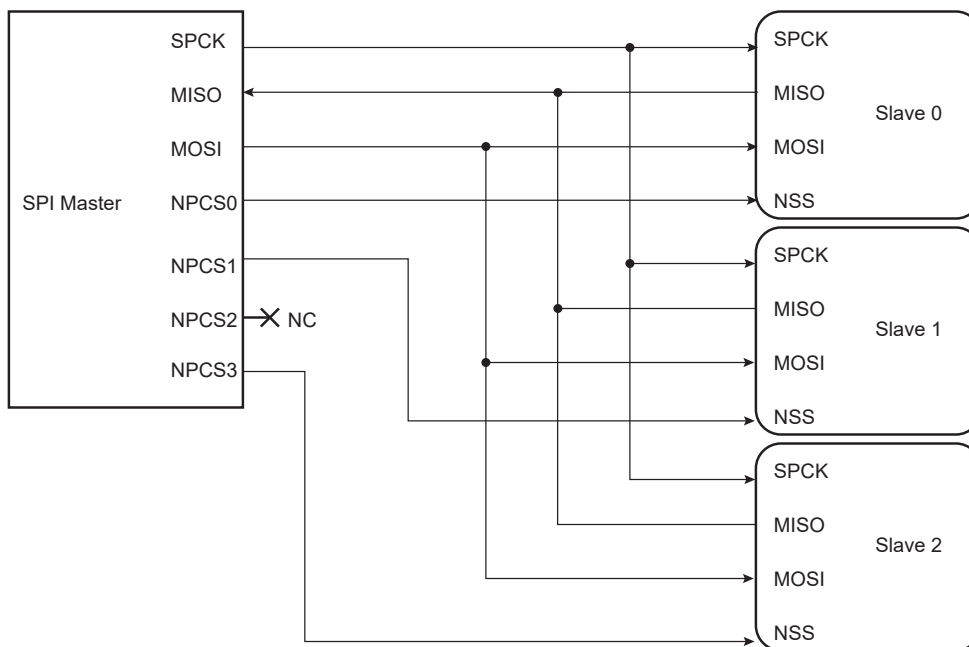 SPI Master
SPCK
MISO
MOSI
NPCS0
NPCS1
NPCS2
NC
NPCS3
SPCK
MISO
Slave 0
MOSI
NSS
SPCK
MISO
Slave 1
MOSI
NSS
SPCK
MISO
Slave 2
MOSI
NSS